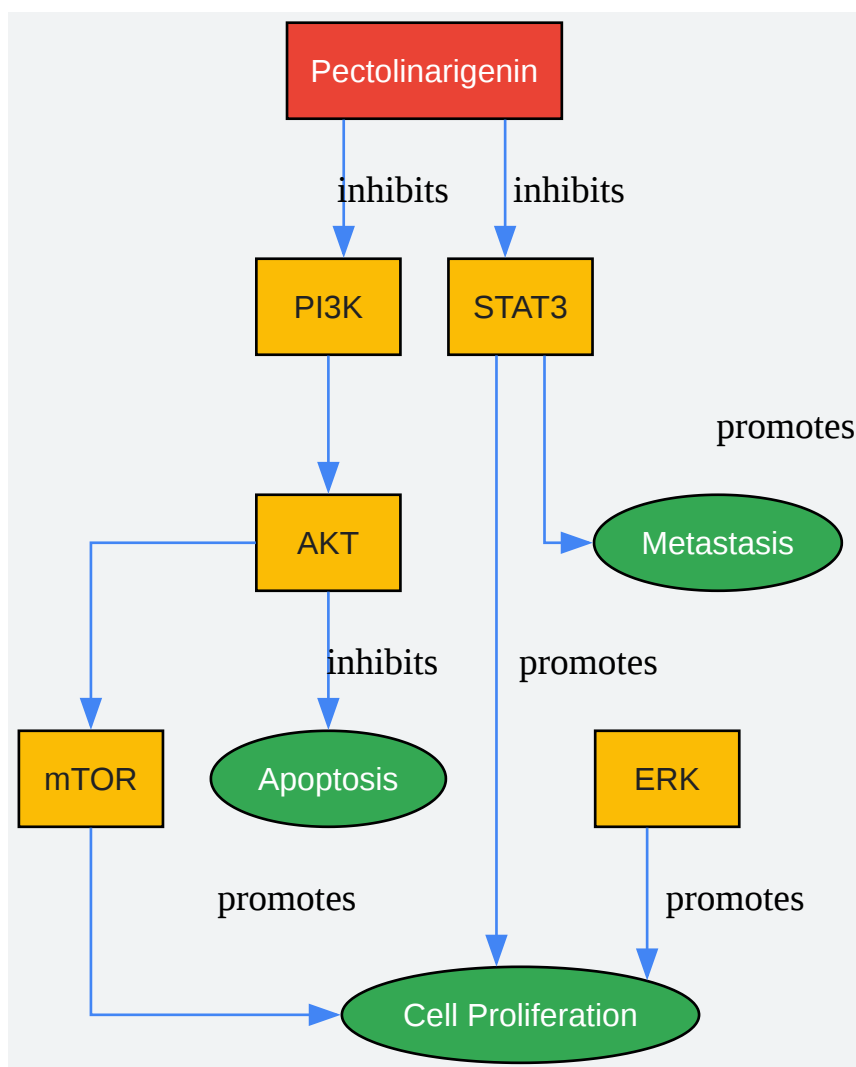 Pectolinarigenin
inhibits
inhibits
PI3K
STAT3
promotes
AKT
Metastasis
inhibits
promotes
mTOR
Apoptosis
ERK
promotes
promotes
Cell Proliferation